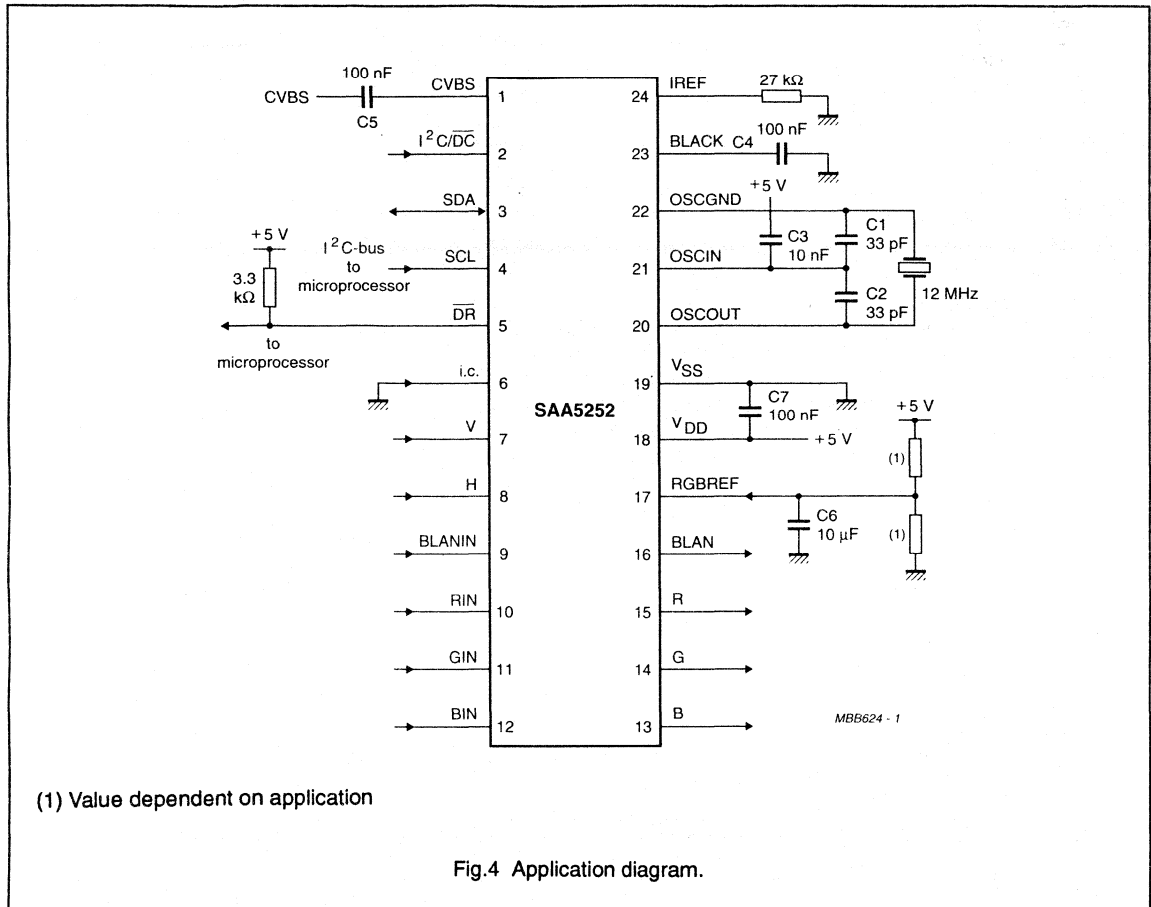 100 nF
CVBS
C5
CVBS
1
I²C/D̅C̅
2
SDA
3
+5 V
3.3
kΩ
I²C-bus
to
microprocessor
SCL
4
D̅R̅
5
to
microprocessor
i.c.
6
V
7
H
8
BLANIN
9
RIN
10
GIN
11
BIN
12
SAA5252
24
IREF
27 kΩ
23
BLACK
C4
100 nF
+5 V
22
OSCGND
C3
10 nF
C1
33 pF
21
OSCIN
C2
33 pF
12 MHz
20
OSCOUT
19
VSS
C7
100 nF
18
VDD
+5 V
+5 V
(1)
17
RGBREF
C6
10 µF
(1)
16
BLAN
15
R
14
G
13
B
MBB624 - 1
(1) Value dependent on application
Fig.4 Application diagram.